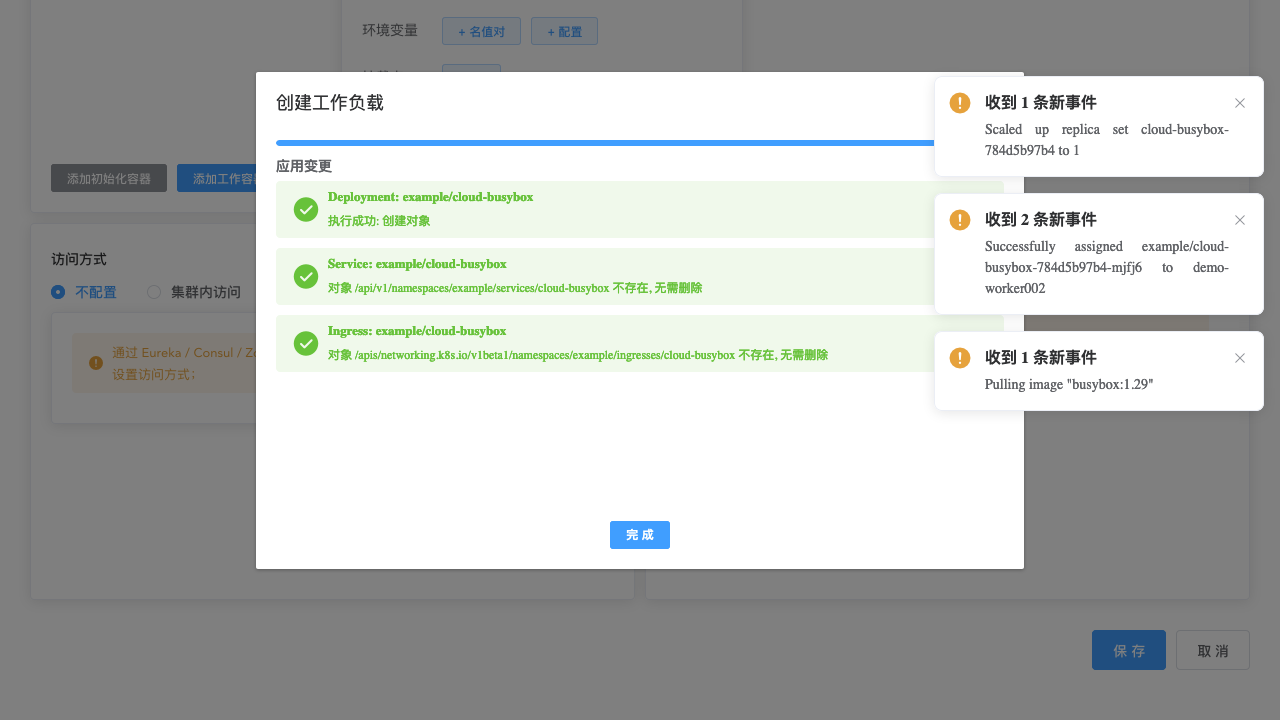 环境变量
+ 名值对
+ 配置
创建工作负载
应用变更
Deployment: example/cloud-busybox
执行成功: 创建对象
Service: example/cloud-busybox
对象 /api/v1/namespaces/example/services/cloud-busybox 不存在, 无需删除
Ingress: example/cloud-busybox
对象 /apis/networking.k8s.io/v1beta1/namespaces/example/ingresses/cloud-busybox 不存在, 无需删除
完 成
收到 1 条新事件
Scaled up replica set cloud-busybox-
784d5b97b4 to 1
收到 2 条新事件
Successfully assigned example/cloud-
busybox-784d5b97b4-mjfj6 to demo-
worker002
收到 1 条新事件
Pulling image "busybox:1.29"
添加初始化容器
添加工作容
访问方式
不配置
集群内访问
通过 Eureka / Consul /
设置访问方式；
保 存
取 消